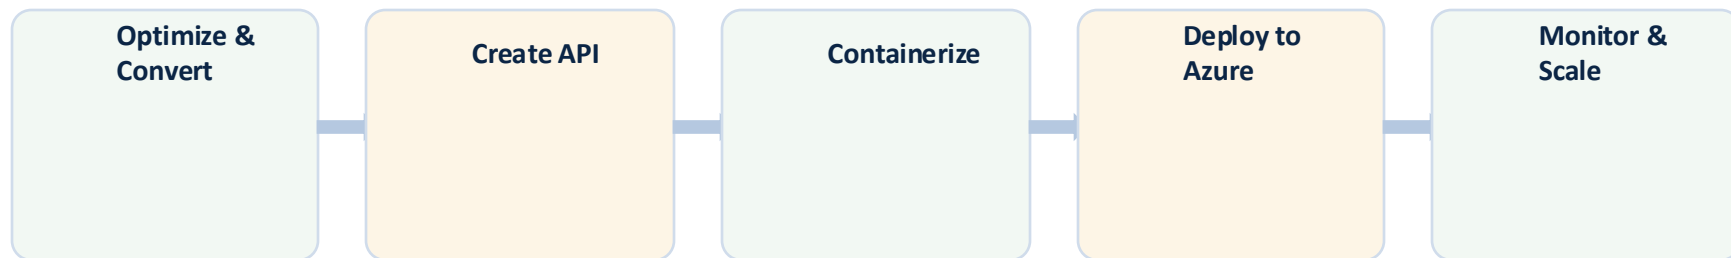 Optimize &
Convert
Create API
Containerize
Deploy to
Azure
Monitor &
Scale